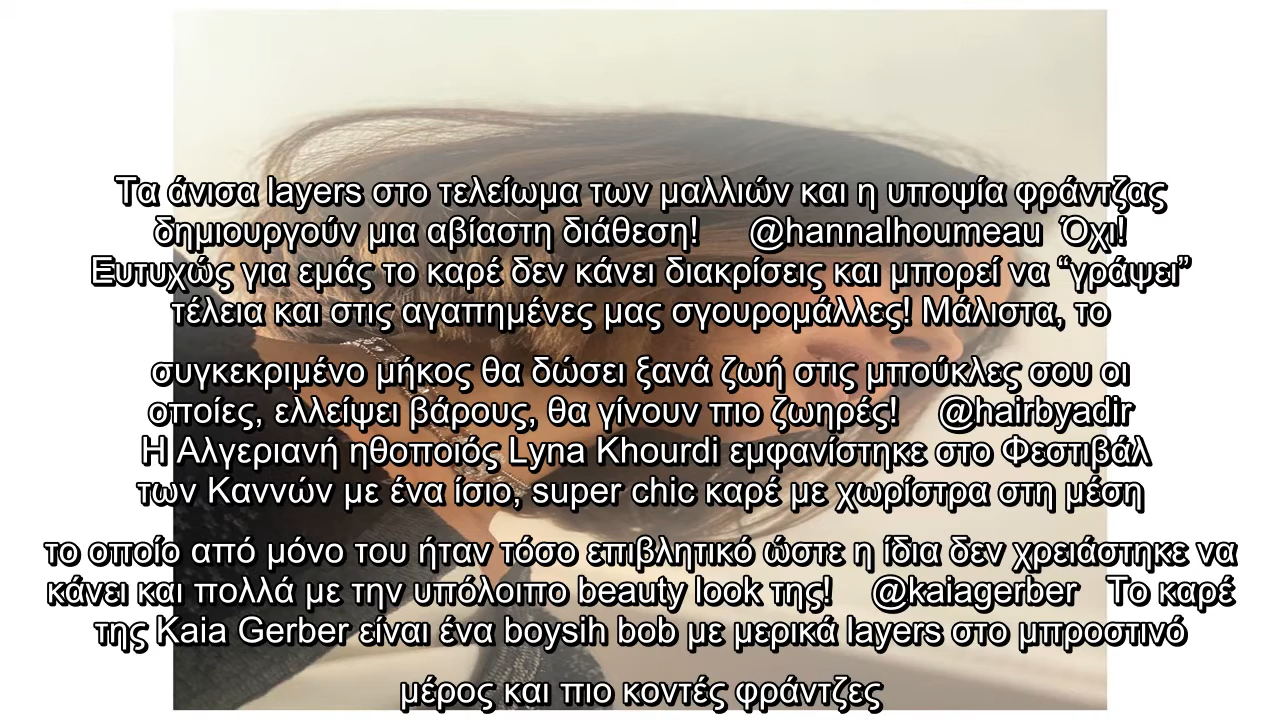 Τα άνισα layers στο τελείωμα των μαλλιών και η υποψία φράντζας
δημιουργούν μια αβίαστη διάθεση! @hannalhoumeau Όχι!
Ευτυχώς για εμάς το καρέ δεν κάνει διακρίσεις και μπορεί να “γράψει”
τέλεια και στις αγαπημένες μας σγουρομάλλες! Μάλιστα, το
συγκεκριμένο μήκος θα δώσει ξανά ζωή στις μπούκλες σου οι
οποίες, ελλείψει βάρους, θα γίνουν πιο ζωηρές! @hairbyadir
Η Αλγεριανή ηθοποιός Lyna Khourdi εμφανίστηκε στο Φεστιβάλ
των Καννών με ένα ίσιο, super chic καρέ με χωρίστρα στη μέση
το οποίο από μόνο του ήταν τόσο επιβλητικό ώστε η ίδια δεν χρειάστηκε να
κάνει και πολλά με την υπόλοιπο beauty look της! @kaiagerber Το καρέ
της Kaia Gerber είναι ένα boysih bob με μερικά layers στο μπροστινό
μέρος και πιο κοντές φράντζες